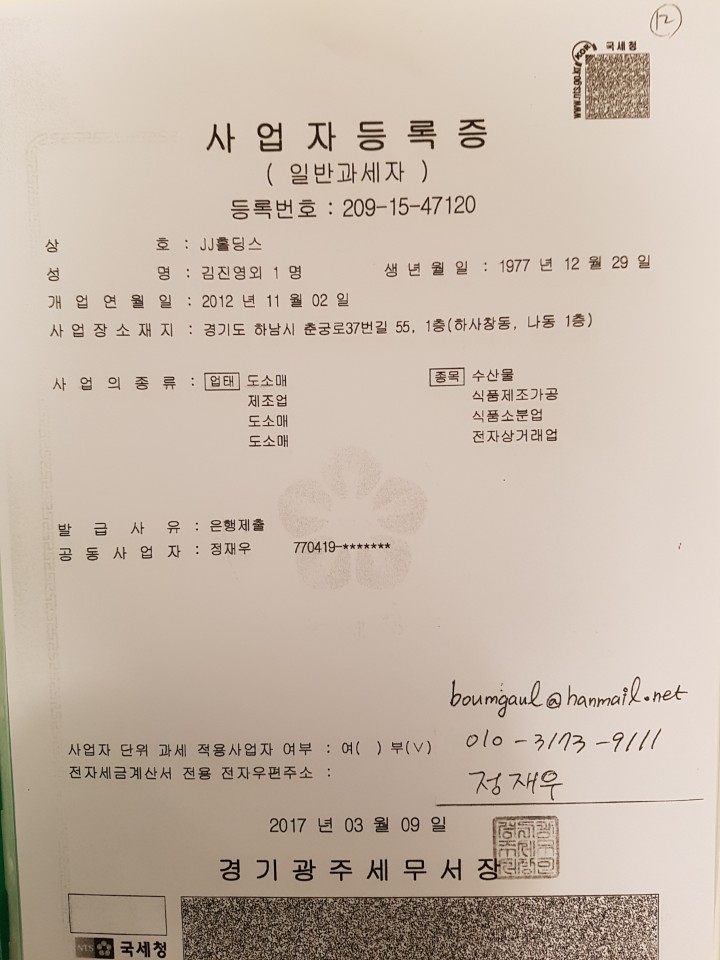 12
국세청
www.nts.go.kr
사업자등록증
( 일반과세자 )
등록번호 : 209-15-47120
상 호 : JJ홀딩스
성 명 : 김진영외 1 명 생년월일 : 1977 년 12 월 29 일
개업연월일 : 2012 년 11 월 02 일
사업장소재지 : 경기도 하남시 춘궁로37번길 55, 1층(하사창동, 나동 1층)
사업의종류 : 업태 도소매 종목 수산물
제조업 식품제조가공
도소매 식품소분업
도소매 전자상거래업
발급사유 : 은행제출
공동사업자 : 정재우 770419-*******
boumgaul@hanmail.net
사업자 단위 과세 적용사업자 여부 : 여( ) 부(∨) 010-3173-9111
전자세금계산서 전용 전자우편주소 : 정재우
2017 년 03 월 09 일
경기광주세무서장
NTS 국세청